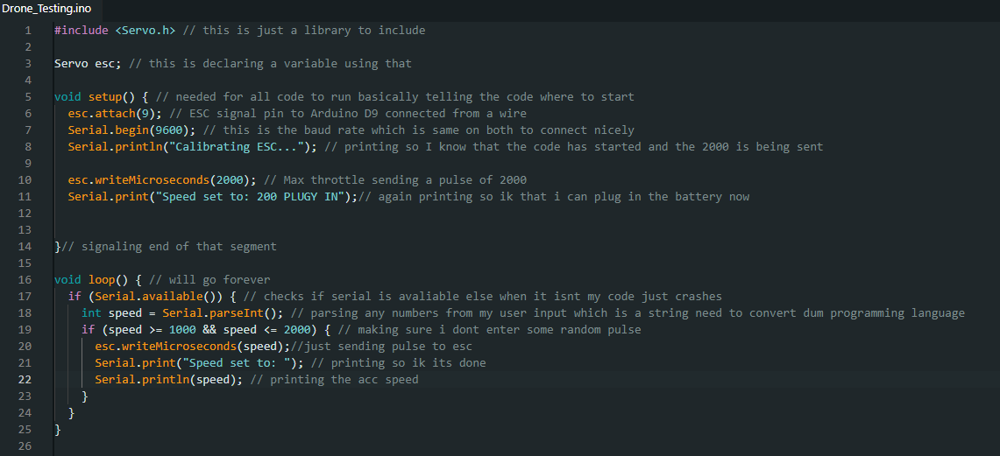 Drone_Testing.ino
1 #include <Servo.h> // this is just a library to include
2
3 Servo esc; // this is declaring a variable using that
4
5 void setup() { // needed for all code to run basically telling the code where to start
6   esc.attach(9); // ESC signal pin to Arduino D9 connected from a wire
7   Serial.begin(9600); // this is the baud rate which is same on both to connect nicely
8   Serial.println("Calibrating ESC..."); // printing so I know that the code has started and the 2000 is being sent
9
10   esc.writeMicroseconds(2000); // Max throttle sending a pulse of 2000
11   Serial.print("Speed set to: 200 PLUGY IN");// again printing so ik that i can plug in the battery now
12
13
14 }// signaling end of that segment
15
16 void loop() { // will go forever
17   if (Serial.available()) { // checks if serial is avaliable else when it isnt my code just crashes
18     int speed = Serial.parseInt(); // parsing any numbers from my user input which is a string need to convert dum programming language
19     if (speed >= 1000 && speed <= 2000) { // making sure i dont enter some random pulse
20       esc.writeMicroseconds(speed);//just sending pulse to esc
21       Serial.print("Speed set to: "); // printing so ik its done
22       Serial.println(speed); // printing the acc speed
23     }
24   }
25 }
26